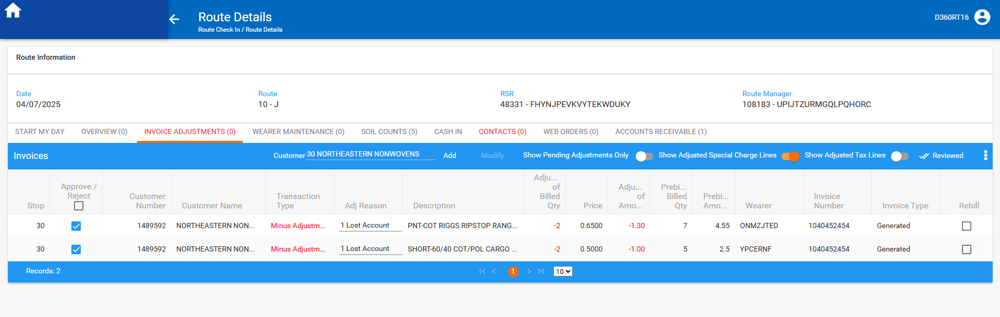 Route Details
Route Check In / Route Details
D360RT16
Route Information
Date
04/07/2025
Route
10 - J
RSR
48331 - FHYNJPEVKVYTEKWDUKY
Route Manager
108183 - UPIJTZURMGQLPQHORC
START MY DAY OVERVIEW (0) INVOICE ADJUSTMENTS (0) WEARER MAINTENANCE (0) SOIL COUNTS (5) CASH IN CONTACTS (0) WEB ORDERS (0) ACCOUNTS RECEIVABLE (1)
Invoices Customer 30 NORTHEASTERN NONWOVENS Add Modify Show Pending Adjustments Only Show Adjusted Special Charge Lines Show Adjusted Tax Lines Reviewed
Stop
Approve /
Reject
Customer
Number
Customer Name
Transaction
Type
Adj Reason
Description
Adju...
of
Billed
Qty
Price
Adju...
of
Amo...
Prebi...
Billed
Qty
Prebi...
Amo...
Wearer
Invoice
Number
Invoice Type
Rebill
30 1489592 NORTHEASTERN NON... Minus Adjustm... 1 Lost Account PNT-COT RIGGS RIPSTOP RANG... -2 0.6500 -1.30 7 4.55 ONMZJTED 1040452454 Generated
30 1489592 NORTHEASTERN NON... Minus Adjustm... 1 Lost Account SHORT-60/40 COT/POL CARGO ... -2 0.5000 -1.00 5 2.5 YPCERNF 1040452454 Generated
Records: 2 1 10